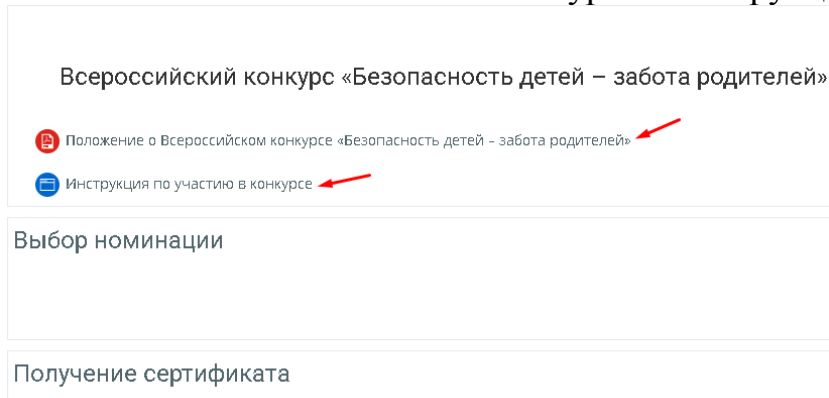 Всероссийский конкурс «Безопасность детей – забота родителей»
Положение о Всероссийском конкурсе «Безопасность детей – забота родителей»
Инструкция по участию в конкурсе
Выбор номинации
Получение сертификата